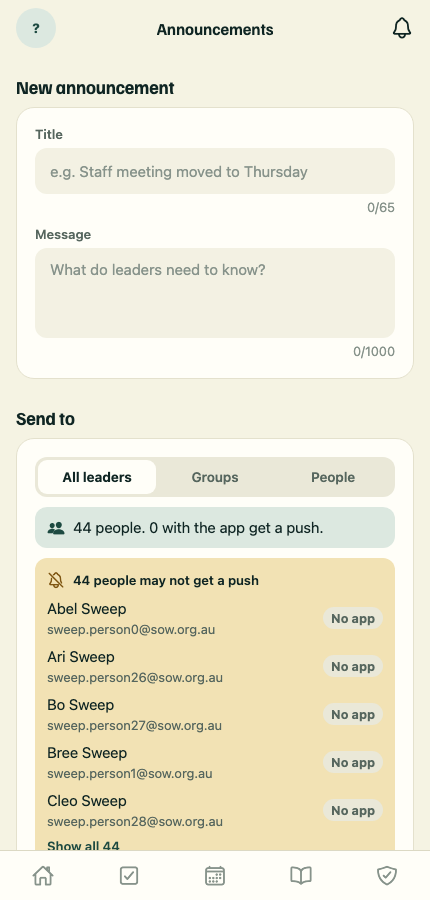 ?
Announcements
New announcement
Title
e.g. Staff meeting moved to Thursday
0/65
Message
What do leaders need to know?
0/1000
Send to
All leaders
Groups
People
44 people. 0 with the app get a push.
44 people may not get a push
Abel Sweep
sweep.person0@sow.org.au
No app
Ari Sweep
sweep.person26@sow.org.au
No app
Bo Sweep
sweep.person27@sow.org.au
No app
Bree Sweep
sweep.person1@sow.org.au
No app
Cleo Sweep
sweep.person28@sow.org.au
No app
Show all 44